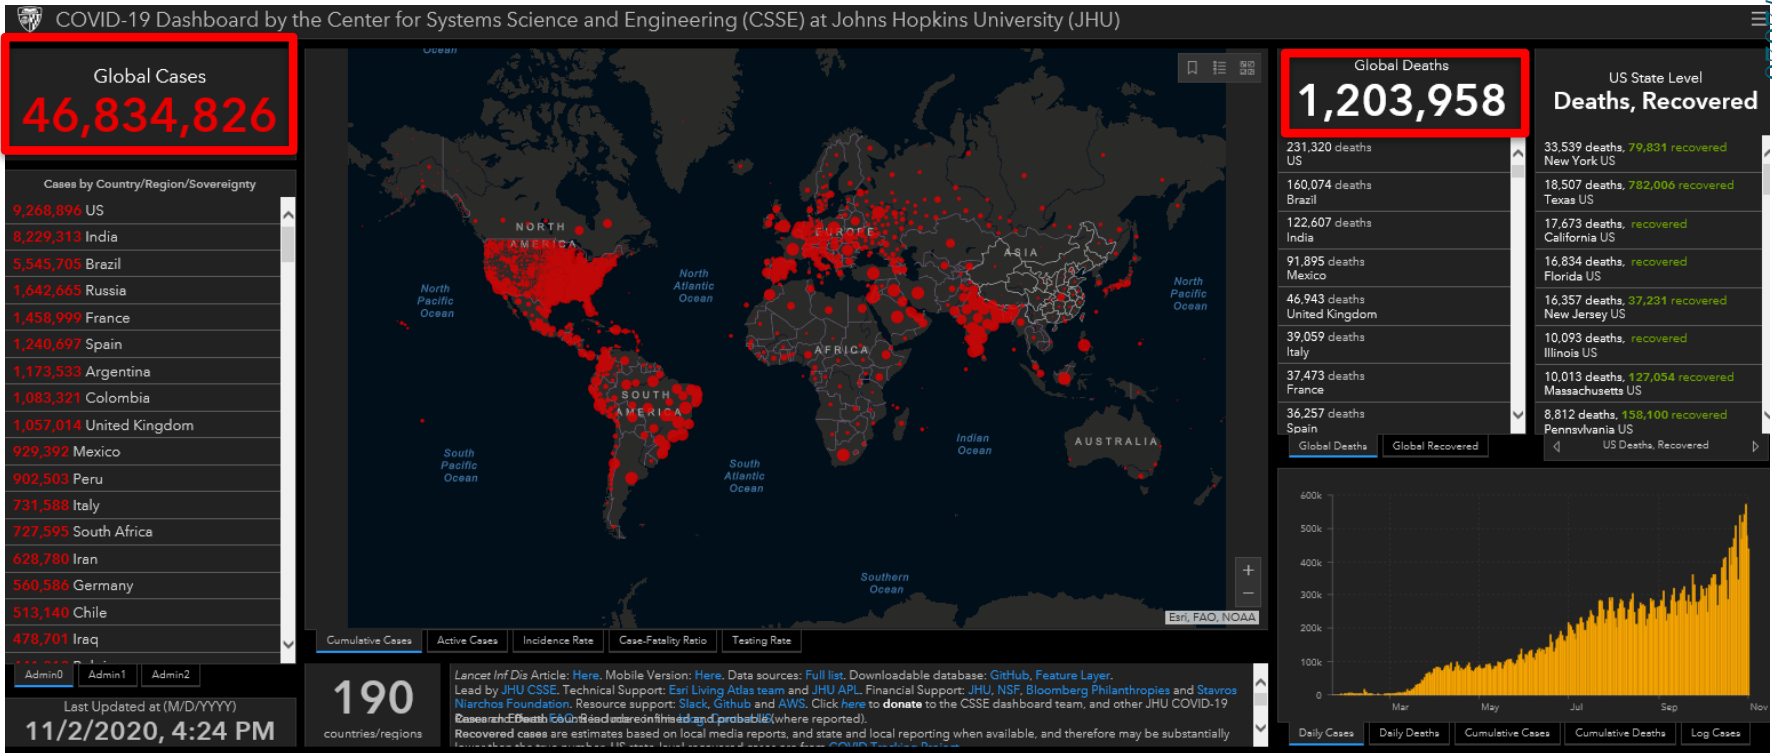 COVID-19 Dashboard by the Center for Systems Science and Engineering (CSSE) at Johns Hopkins University (JHU)
Global Cases
46,834,826
Cases by Country/Region/Sovereignty
9,268,896 US
8,229,313 India
5,545,705 Brazil
1,642,665 Russia
1,458,999 France
1,240,697 Spain
1,173,533 Argentina
1,083,321 Colombia
1,057,014 United Kingdom
929,392 Mexico
902,503 Peru
731,588 Italy
727,595 South Africa
628,780 Iran
560,586 Germany
513,140 Chile
478,701 Iraq
Admin0
Admin1
Admin2
Last Updated at (M/D/YYYY)
11/2/2020, 4:24 PM
Ocean
Ocean
NORTH
AMERICA
EUROPE
ASIA
North
Pacific
Ocean
North
Atlantic
Ocean
North
Pacific
Ocean
AFRICA
SOUTH
AMERICA
South
Pacific
Ocean
South
Atlantic
Ocean
Indian
Ocean
AUSTRALIA
Southern
Ocean
+
−
Esri, FAO, NOAA
Cumulative Cases
Active Cases
Incidence Rate
Case-Fatality Ratio
Testing Rate
190
countries/regions
Lancet Inf Dis Article: Here. Mobile Version: Here. Data sources: Full list. Downloadable database: GitHub, Feature Layer.
Lead by JHU CSSE. Technical Support: Esri Living Atlas team and JHU APL. Financial Support: JHU, NSF, Bloomberg Philanthropies and Stavros
Niarchos Foundation. Resource support: Slack, Github and AWS. Click here to donate to the CSSE dashboard team, and other JHU COVID-19
(where reported).
Recovered cases are estimates based on local media reports, and state and local reporting when available, and therefore may be substantially
Global Deaths
1,203,958
231,320 deaths
US
160,074 deaths
Brazil
122,607 deaths
India
91,895 deaths
Mexico
46,943 deaths
United Kingdom
39,059 deaths
Italy
37,473 deaths
France
36,257 deaths
Spain
Global Deaths
Global Recovered
US State Level
Deaths, Recovered
33,539 deaths, 79,831 recovered
New York US
18,507 deaths, 782,006 recovered
Texas US
17,673 deaths, recovered
California US
16,834 deaths, recovered
Florida US
16,357 deaths, 37,231 recovered
New Jersey US
10,093 deaths, recovered
Illinois US
10,013 deaths, 127,054 recovered
Massachusetts US
8,812 deaths, 158,100 recovered
Pennsylvania US
US Deaths, Recovered
600k
500k
400k
300k
200k
100k
0
Mar
May
Jul
Sep
Nov
Daily Cases
Daily Deaths
Cumulative Cases
Cumulative Deaths
Log Cases